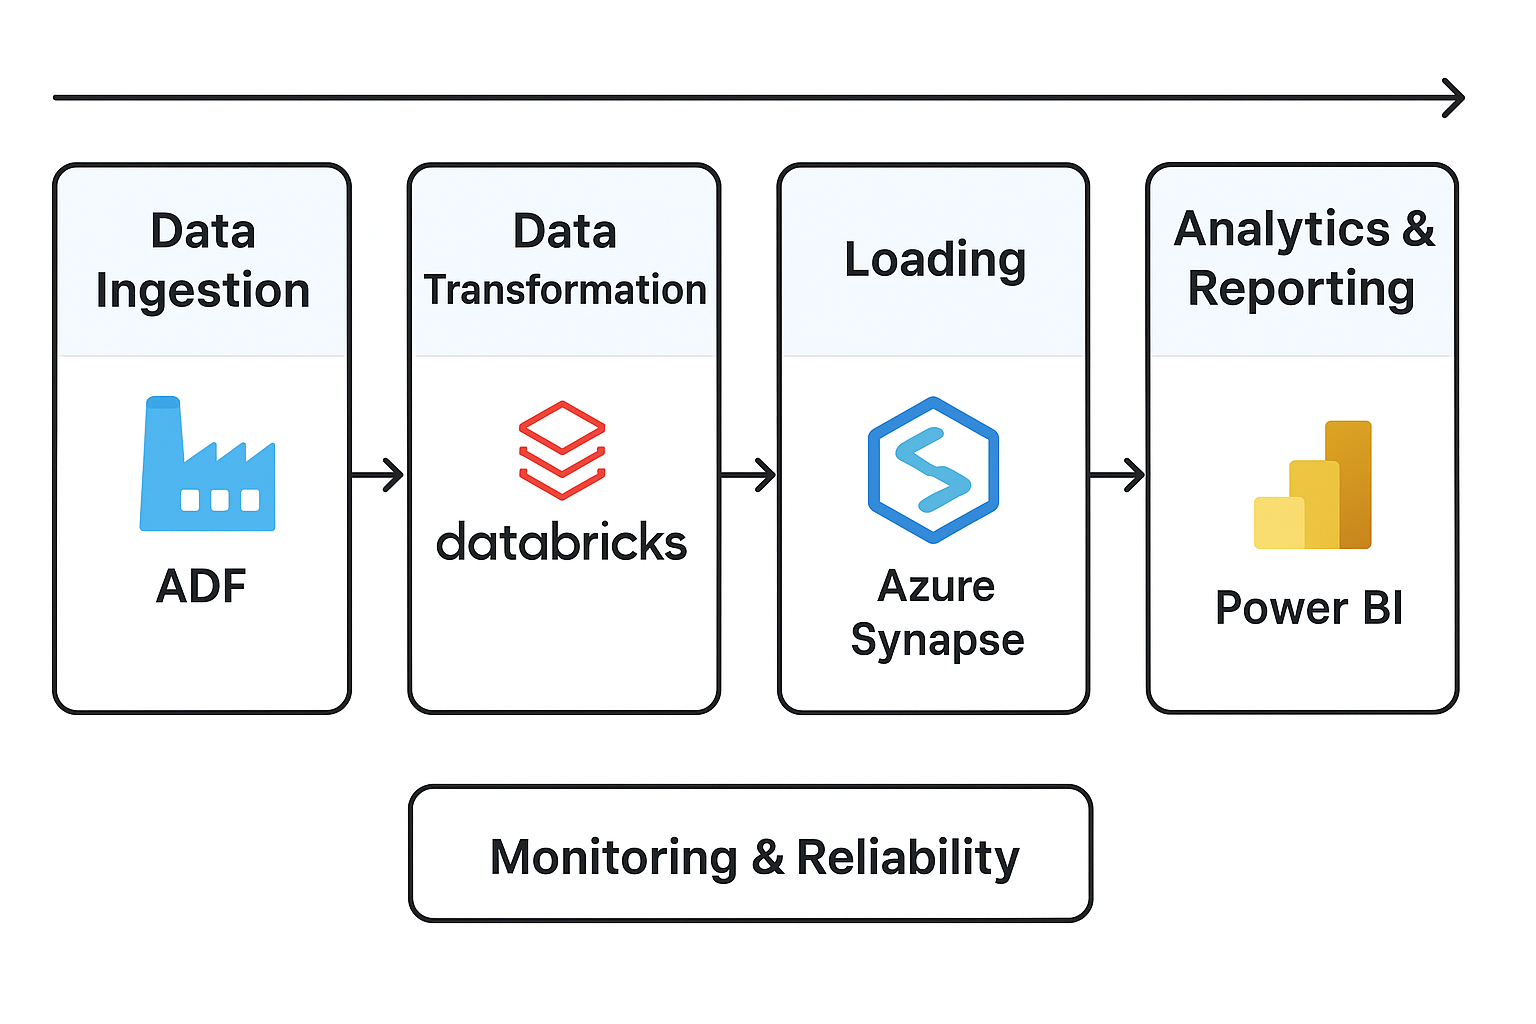 Data
Ingestion
ADF
Data
Transformation
databricks
Loading
Azure
Synapse
Analytics &
Reporting
Power BI
Monitoring & Reliability